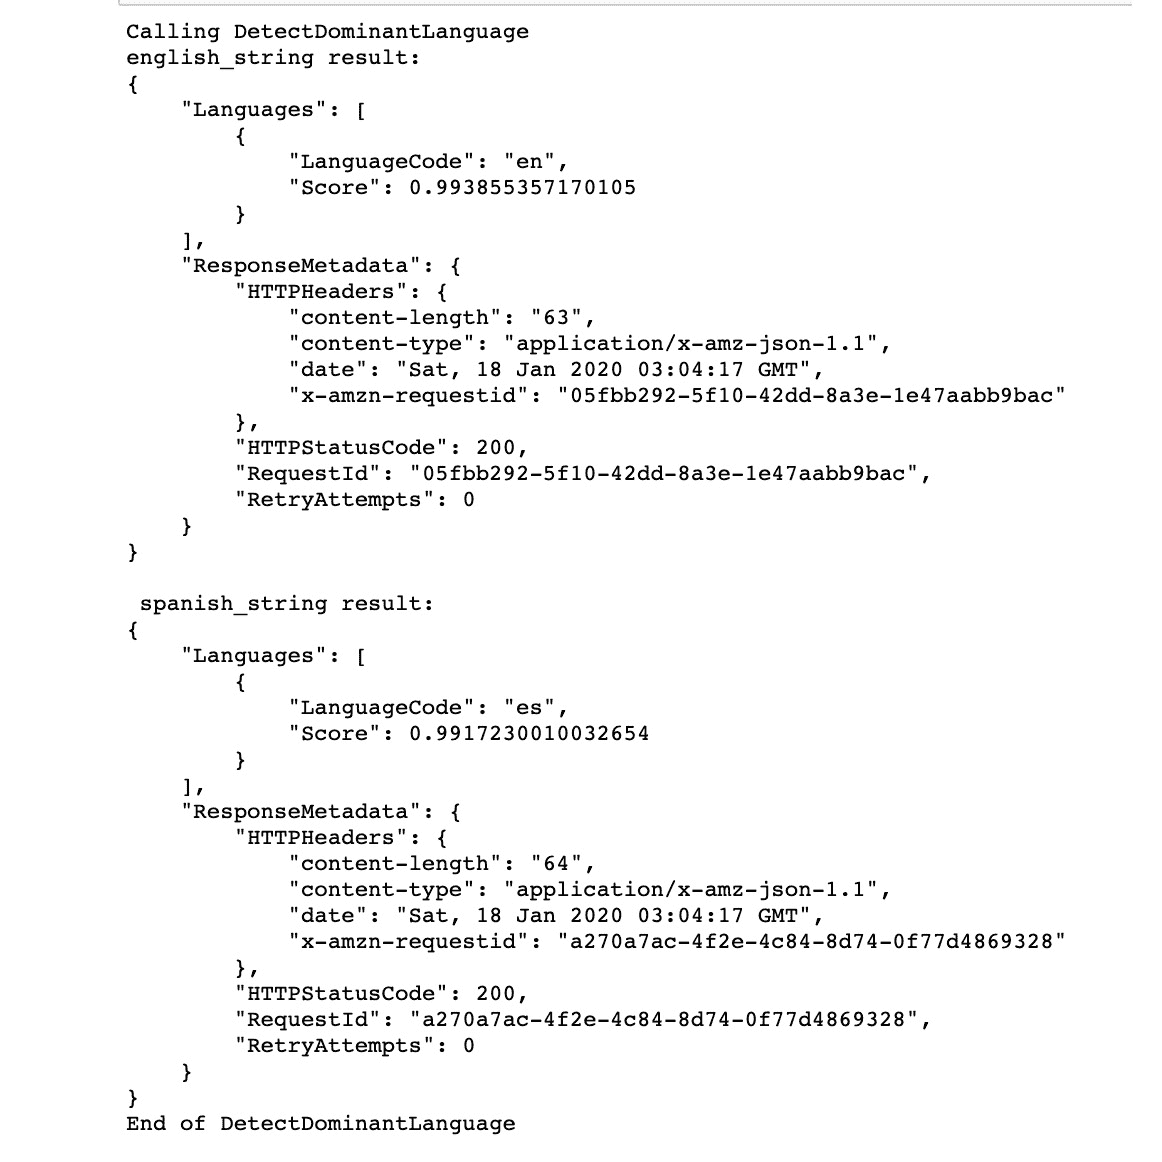 Calling DetectDominantLanguage
english_string result:
{
    "Languages": [
        {
            "LanguageCode": "en",
            "Score": 0.993855357170105
        }
    ],
    "ResponseMetadata": {
        "HTTPHeaders": {
            "content-length": "63",
            "content-type": "application/x-amz-json-1.1",
            "date": "Sat, 18 Jan 2020 03:04:17 GMT",
            "x-amzn-requestid": "05fbb292-5f10-42dd-8a3e-1e47aabb9bac"
        },
        "HTTPStatusCode": 200,
        "RequestId": "05fbb292-5f10-42dd-8a3e-1e47aabb9bac",
        "RetryAttempts": 0
    }
}

 spanish_string result:
{
    "Languages": [
        {
            "LanguageCode": "es",
            "Score": 0.9917230010032654
        }
    ],
    "ResponseMetadata": {
        "HTTPHeaders": {
            "content-length": "64",
            "content-type": "application/x-amz-json-1.1",
            "date": "Sat, 18 Jan 2020 03:04:17 GMT",
            "x-amzn-requestid": "a270a7ac-4f2e-4c84-8d74-0f77d4869328"
        },
        "HTTPStatusCode": 200,
        "RequestId": "a270a7ac-4f2e-4c84-8d74-0f77d4869328",
        "RetryAttempts": 0
    }
}
End of DetectDominantLanguage